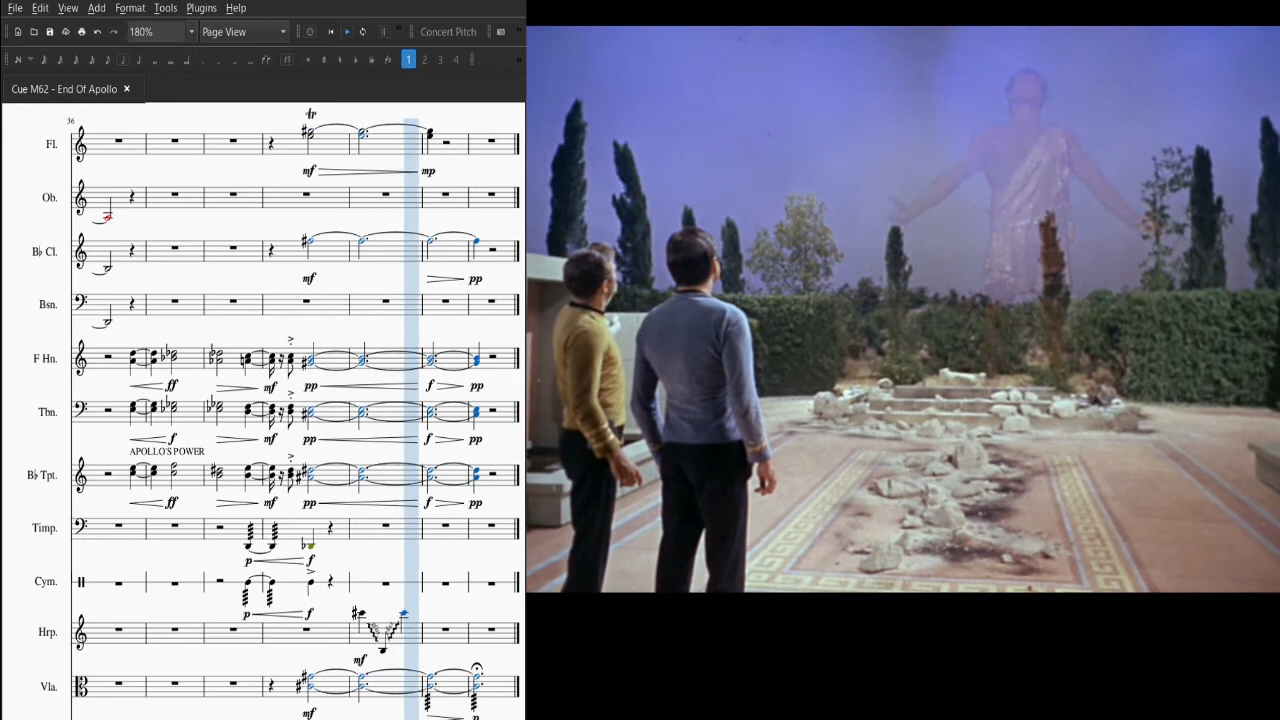 File Edit View Add Format Tools Plugins Help
180% Page View Concert Pitch
1 2 3 4
Cue M62 - End Of Apollo ×
36
tr
Fl.
mf mp
Ob.
B♭ Cl.
mf pp
Bsn.
F Hn.
ff mf pp f pp
Tbn.
f mf pp f pp
APOLLO'S POWER
B♭ Tpt.
ff mf pp f pp
Timp.
p f
Cym.
p f
Hrp.
mf
Vla.
mf p